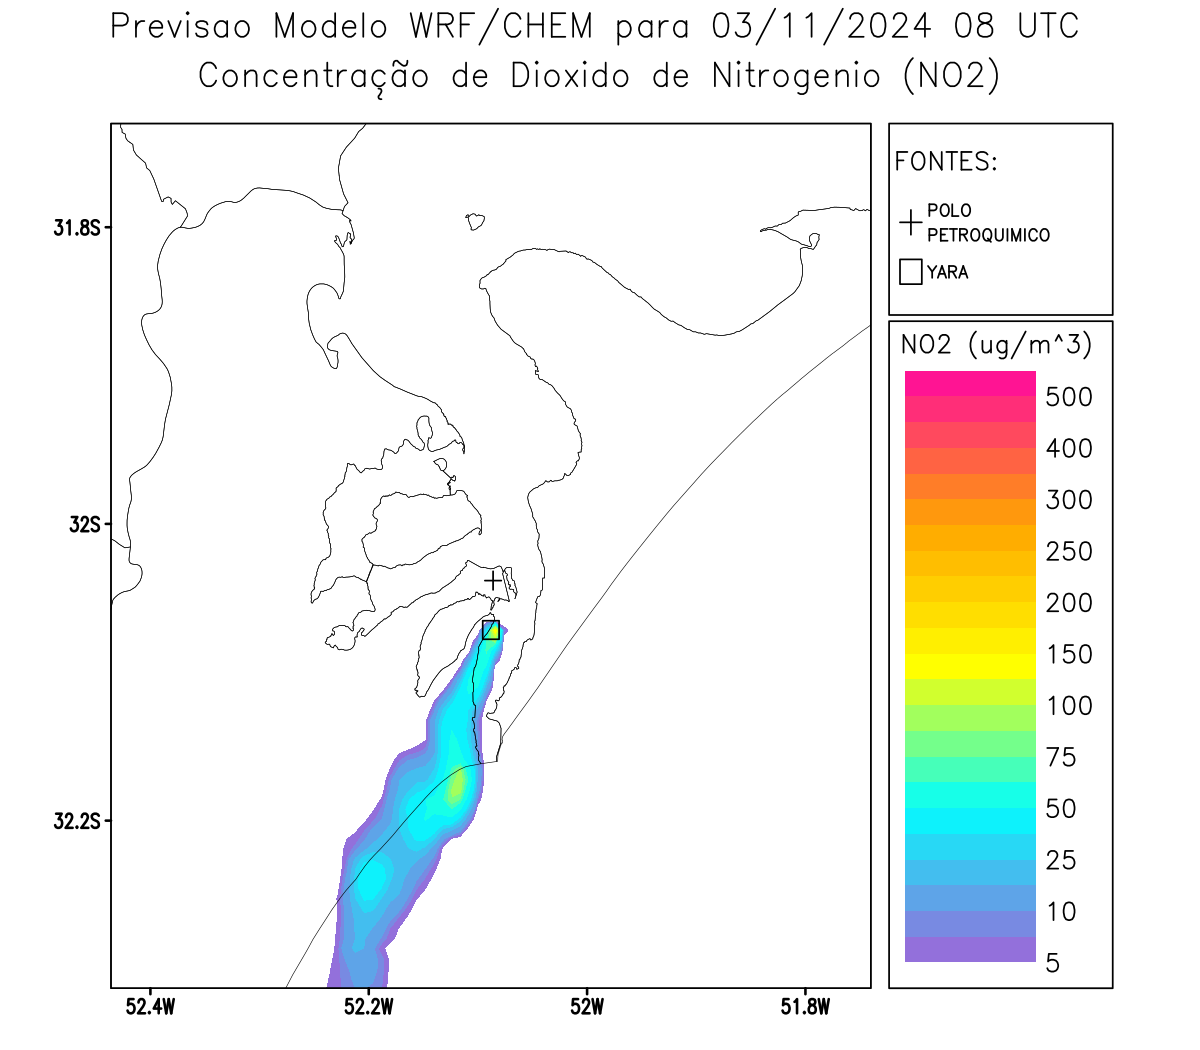 Previsao Modelo WRF/CHEM para 03/11/2024 08 UTC
Concentração de Dioxido de Nitrogenio (NO2)
FONTES:
POLO
PETROQUIMICO
YARA
NO2 (ug/m^3)
500
400
300
250
200
150
100
75
50
25
10
5
31.8S
32S
32.2S
52.4W
52.2W
52W
51.8W